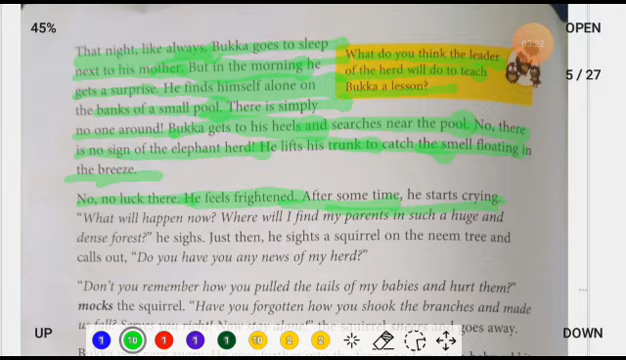 45%
OPEN
03:22
5 / 27
That night, like always, Bukka goes to sleep
next to his mother. But in the morning he
gets a surprise. He finds himself alone on
the banks of a small pool. There is simply
no one around! Bukka gets to his heels and searches near the pool. No, there
is no sign of the elephant herd! He lifts his trunk to catch the smell floating in
the breeze.
What do you think the leader
of the herd will do to teach
Bukka a lesson?
No, no luck there. He feels frightened. After some time, he starts crying.
"What will happen now? Where will I find my parents in such a huge and
dense forest?" he sighs. Just then, he sights a squirrel on the neem tree and
calls out, "Do you have you any news of my herd?"
"Don't you remember how you pulled the tails of my babies and hurt them?"
mocks the squirrel. "Have you forgotten how you shook the branches and made
the squirrel goes away.
UP
1
10
1
1
1
10
2
2
DOWN